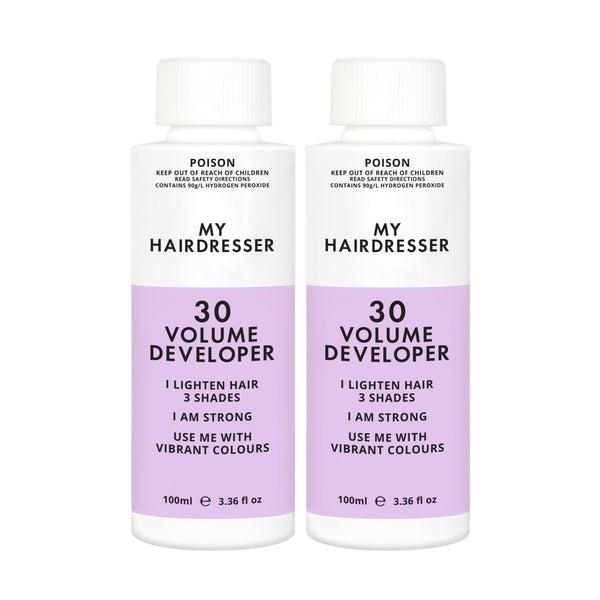 POISON
KEEP OUT OF REACH OF CHILDREN
READ SAFETY DIRECTIONS
CONTAINS 90g/L HYDROGEN PEROXIDE
MY
HAIRDRESSER
30
VOLUME
DEVELOPER
I LIGHTEN HAIR
3 SHADES
I AM STRONG
USE ME WITH
VIBRANT COLOURS
100ml ℮ 3.36 fl oz
POISON
KEEP OUT OF REACH OF CHILDREN
READ SAFETY DIRECTIONS
CONTAINS 90g/L HYDROGEN PEROXIDE
MY
HAIRDRESSER
30
VOLUME
DEVELOPER
I LIGHTEN HAIR
3 SHADES
I AM STRONG
USE ME WITH
VIBRANT COLOURS
100ml ℮ 3.36 fl oz